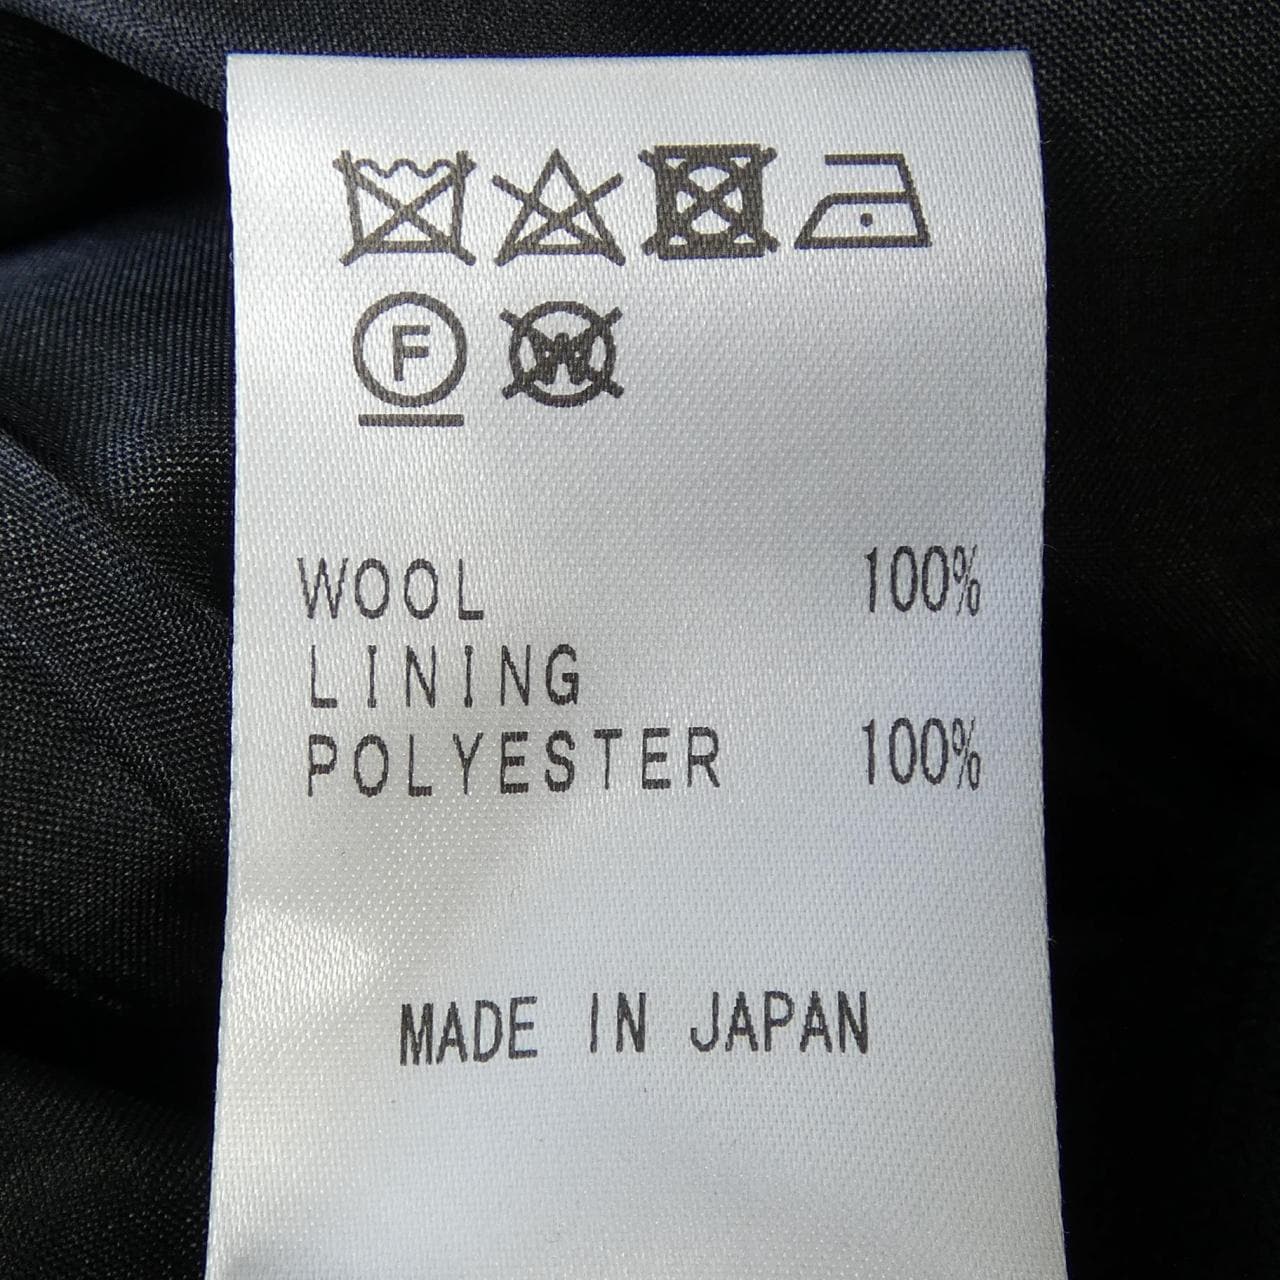 F W
WOOL 100%
LINING
POLYESTER 100%
MADE IN JAPAN